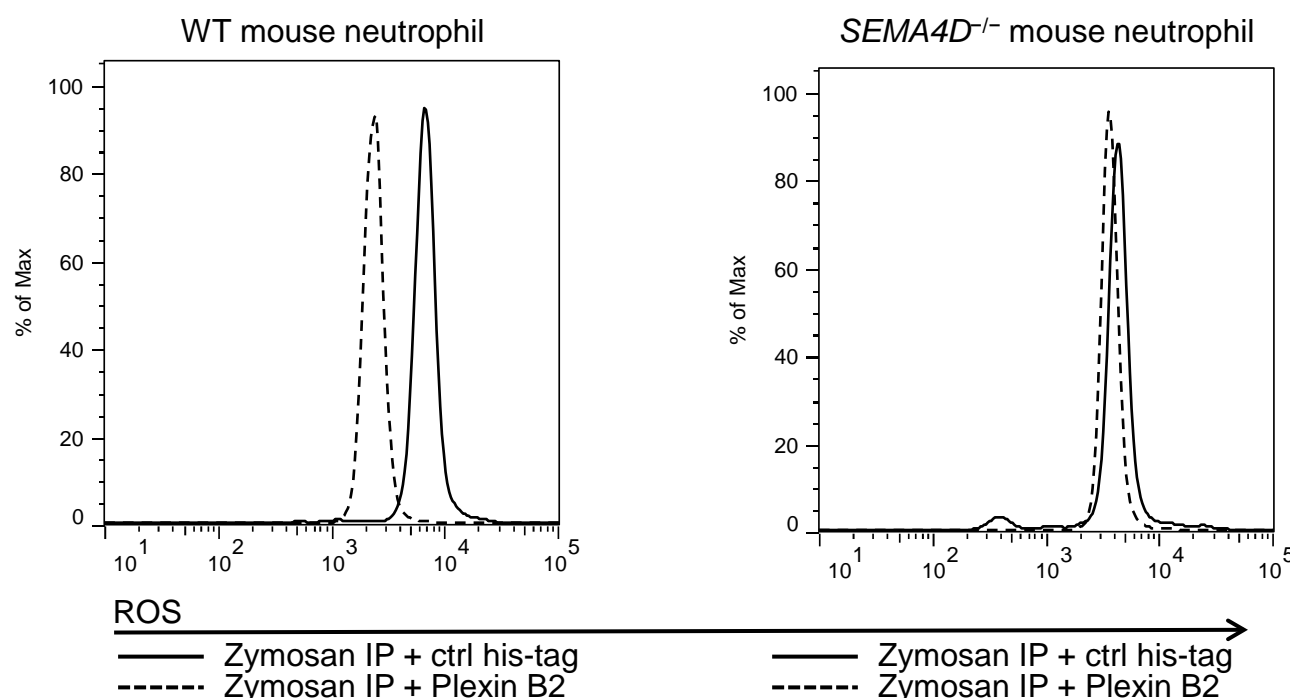 WT mouse neutrophil
SEMA4D–/– mouse neutrophil
% of Max
100
80
60
40
20
0
10^1 10^2 10^3 10^4 10^5
% of Max
100
80
60
40
20
0
10^1 10^2 10^3 10^4 10^5
ROS
Zymosan IP + ctrl his-tag
Zymosan IP + Plexin B2
Zymosan IP + ctrl his-tag
Zymosan IP + Plexin B2